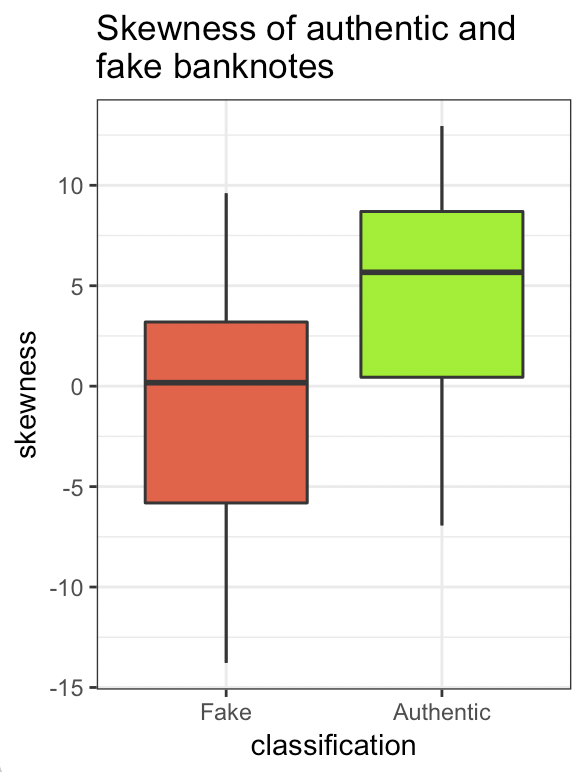 Skewness of authentic and
fake banknotes
skewness
10
5
0
-5
-10
-15
Fake Authentic
classification